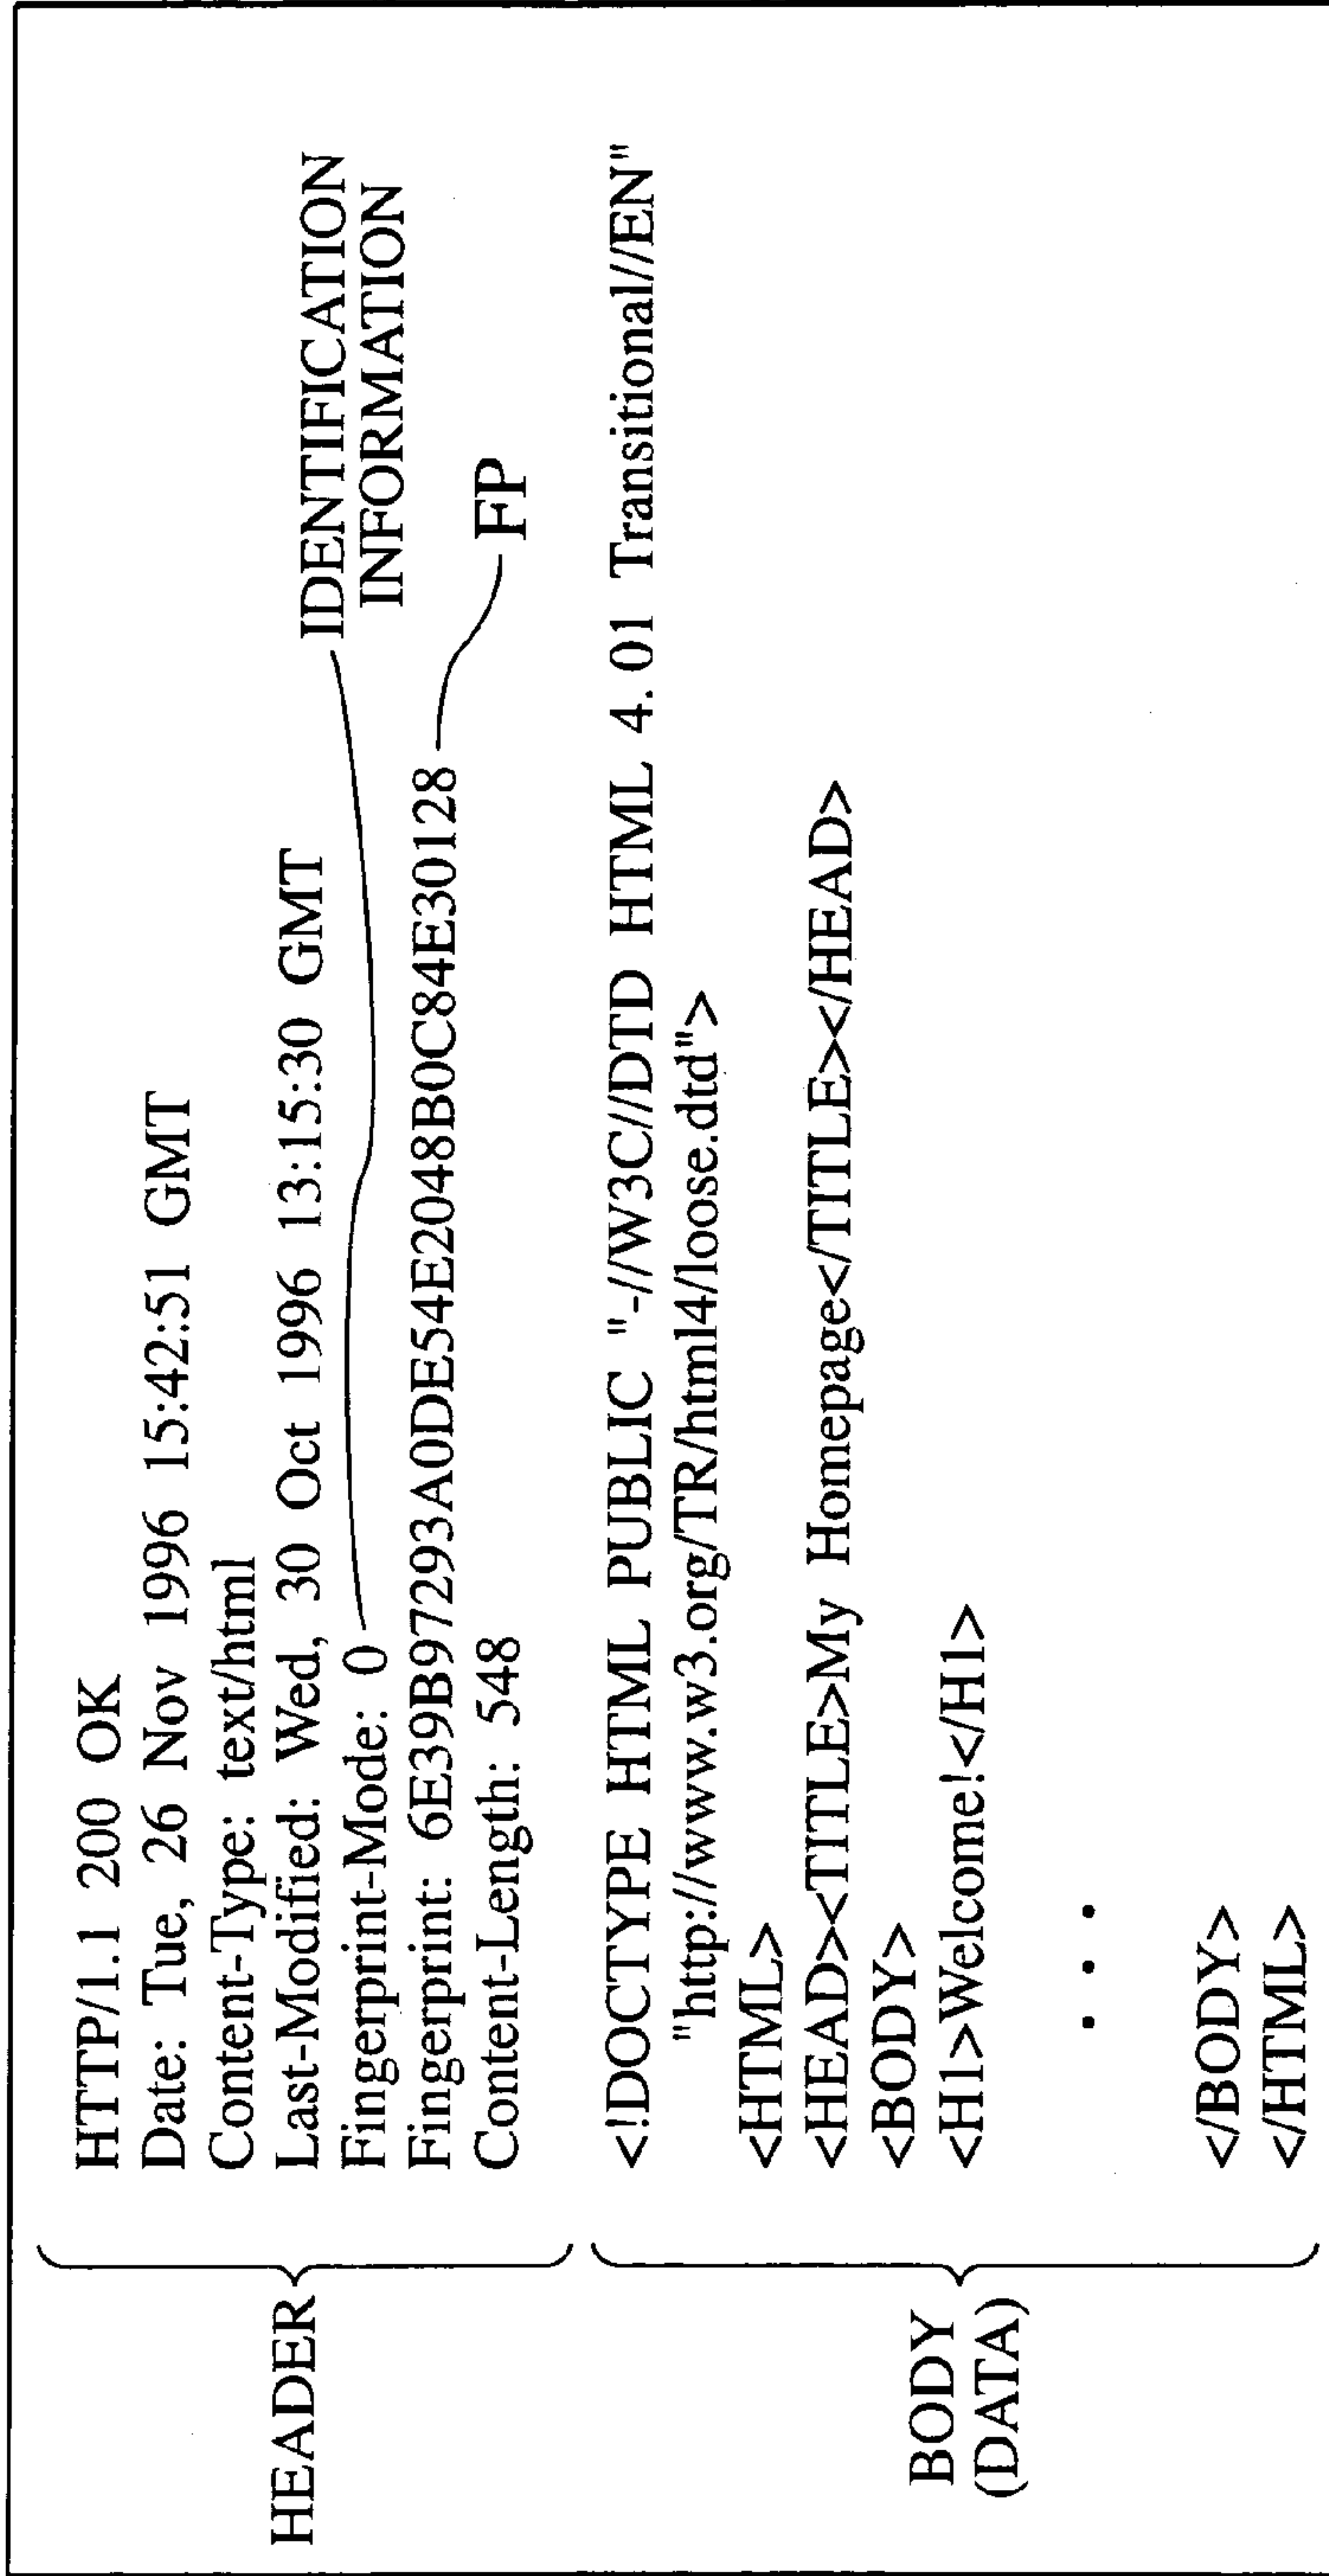 HEADER
HTTP/1.1 200 OK
Date: Tue, 26 Nov 1996 15:42:51 GMT
Content-Type: text/html
Last-Modified: Wed, 30 Oct 1996 13:15:30 GMT
Fingerprint-Mode: 0
IDENTIFICATION
INFORMATION
Fingerprint: 6E39B97293A0DE54E2048B0C84E30128
FP
Content-Length: 548
BODY
(DATA)
<!DOCTYPE HTML PUBLIC "-//W3C//DTD HTML 4. 01 Transitional//EN"
"http://www.w3.org/TR/html4/loose.dtd">
<HTML>
<HEAD><TITLE>My Homepage</TITLE></HEAD>
<BODY>
<H1>Welcome!</H1>
. . .
</BODY>
</HTML>